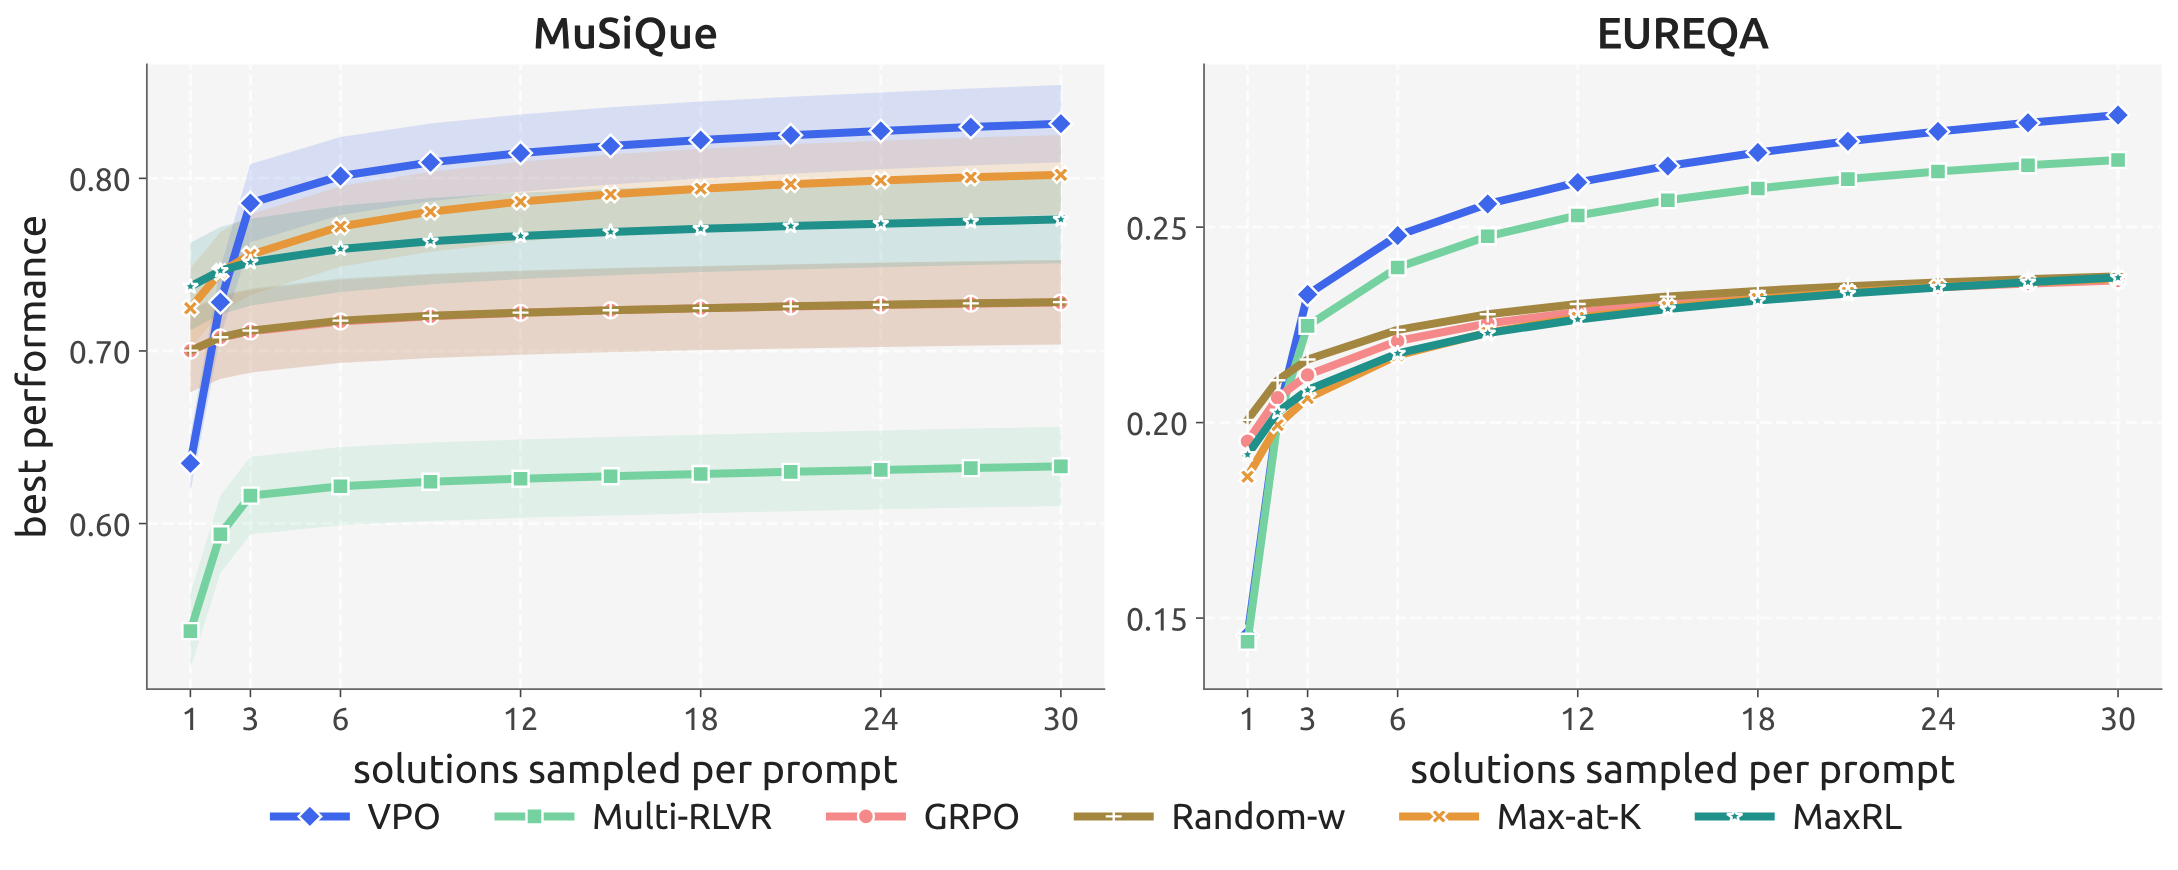 MuSiQue
EUREQA
best performance
0.80
0.70
0.60
1 3 6 12 18 24 30
solutions sampled per prompt
0.25
0.20
0.15
1 3 6 12 18 24 30
solutions sampled per prompt
VPO Multi-RLVR GRPO Random-w Max-at-K MaxRL